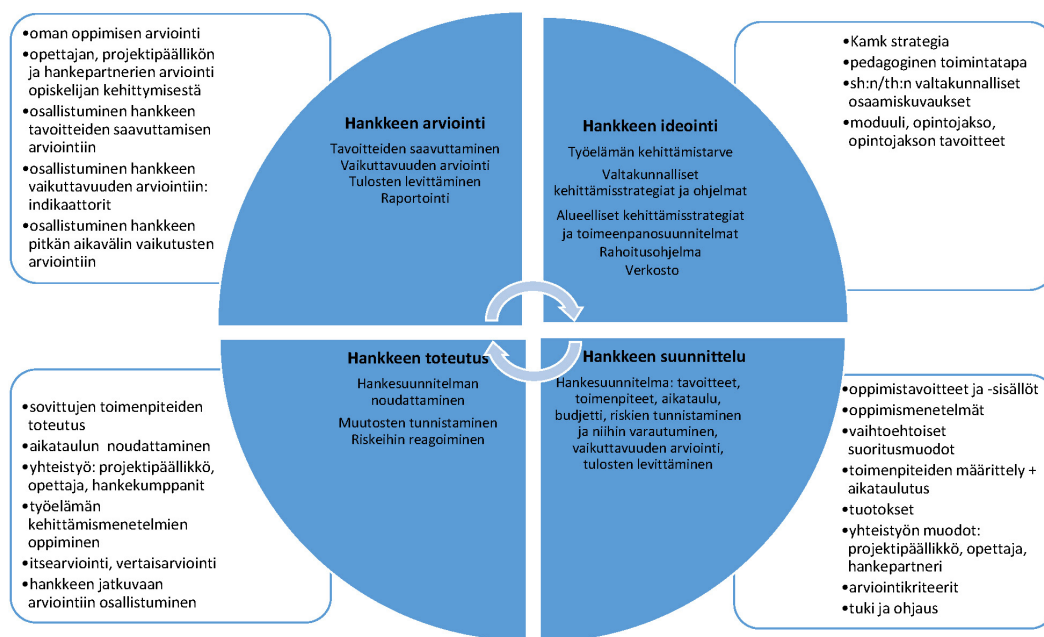 •oman oppimisen arviointi
•opettajan, projektipäällikön
ja hankepartnerien arviointi
opiskelijan kehittymisestä
•osallistuminen hankkeen
tavoitteiden saavuttamisen
arviointiin
•osallistuminen hankkeen
vaikuttavuuden arviointiin:
indikaattorit
•osallistuminen hankkeen
pitkän aikavälin vaikutusten
arviointiin
Hankkeen arviointi
Tavoitteiden saavuttaminen
Vaikuttavuuden arviointi
Tulosten levittäminen
Raportointi
Hankkeen ideointi
Työelämän kehittämistarve
Valtakunnalliset
kehittämisstrategiat ja ohjelmat
Alueelliset kehittämisstrategiat
ja toimeenpanosuunnitelmat
Rahoitusohjelma
Verkosto
•Kamk strategia
•pedagoginen toimintatapa
•sh:n/th:n valtakunnalliset
osaamiskuvaukset
•moduuli, opintojakso,
opintojakson tavoitteet
•sovittujen toimenpiteiden
toteutus
•aikataulun noudattaminen
•yhteistyö: projektipäällikkö,
opettaja, hankekumppanit
•työelämän
kehittämismenetelmien
oppiminen
•itsearviointi, vertaisarviointi
•hankkeen jatkuvaan
arviointiin osallistuminen
Hankkeen toteutus
Hankesuunnitelman
noudattaminen
Muutosten tunnistaminen
Riskeihin reagoiminen
Hankkeen suunnittelu
Hankesuunnitelma: tavoitteet,
toimenpiteet, aikataulu,
budjetti, riskien tunnistaminen
ja niihin varautuminen,
vaikuttavuuden arviointi,
tulosten levittäminen
•oppimistavoitteet ja -sisällöt
•oppimismenetelmät
•vaihtoehtoiset
suoritusmuodot
•toimenpiteiden määrittely +
aikataulutus
•tuotokset
•yhteistyön muodot:
projektipäällikkö, opettaja,
hankepartneri
•arviointikriteerit
•tuki ja ohjaus